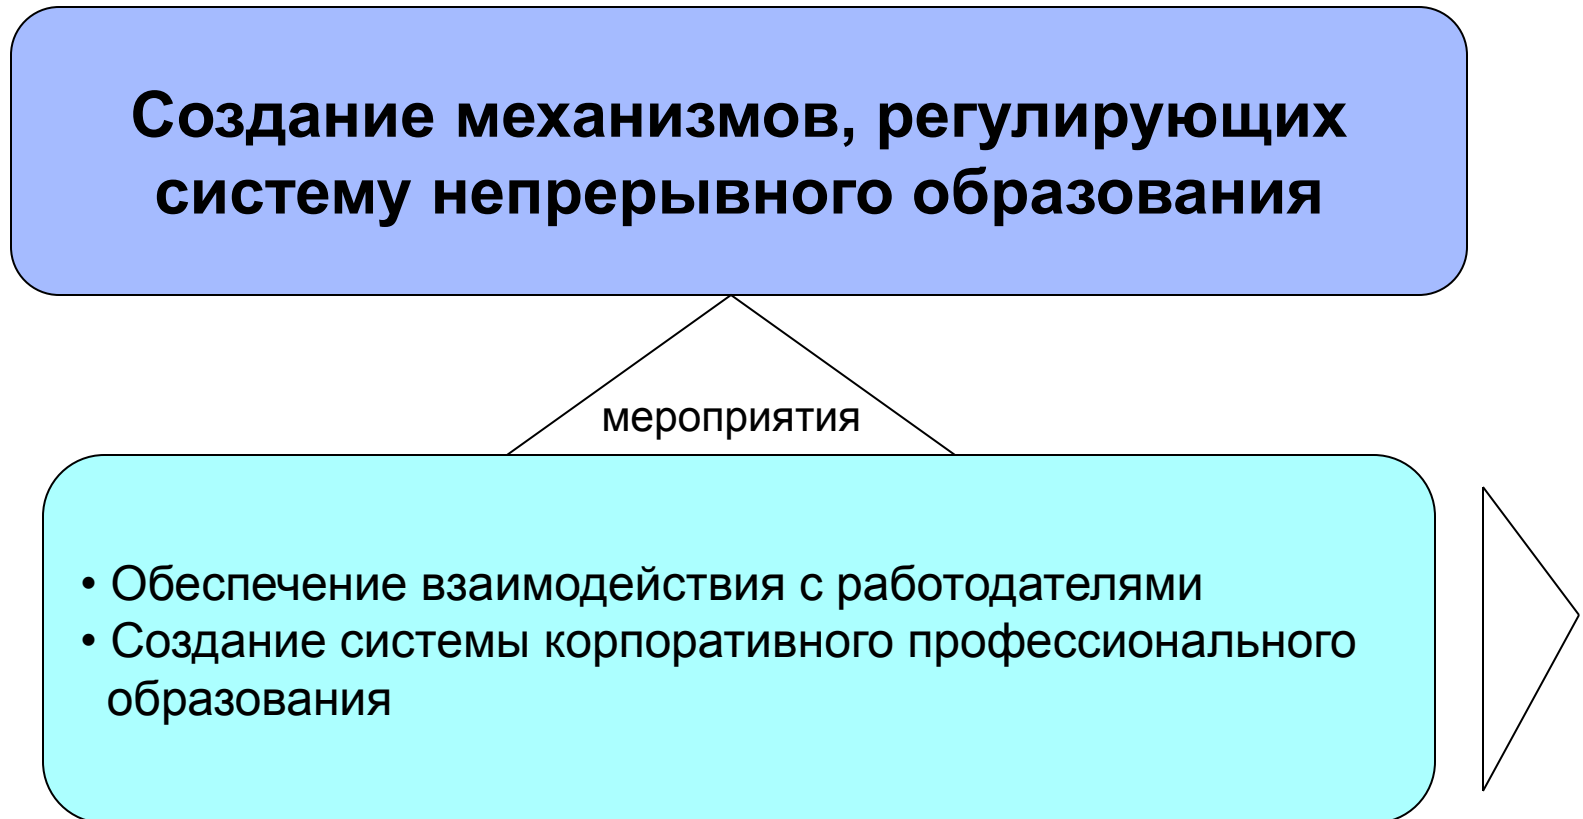 Создание механизмов, регулирующих
систему непрерывного образования
мероприятия
• Обеспечение взаимодействия с работодателями
• Создание системы корпоративного профессионального
образования